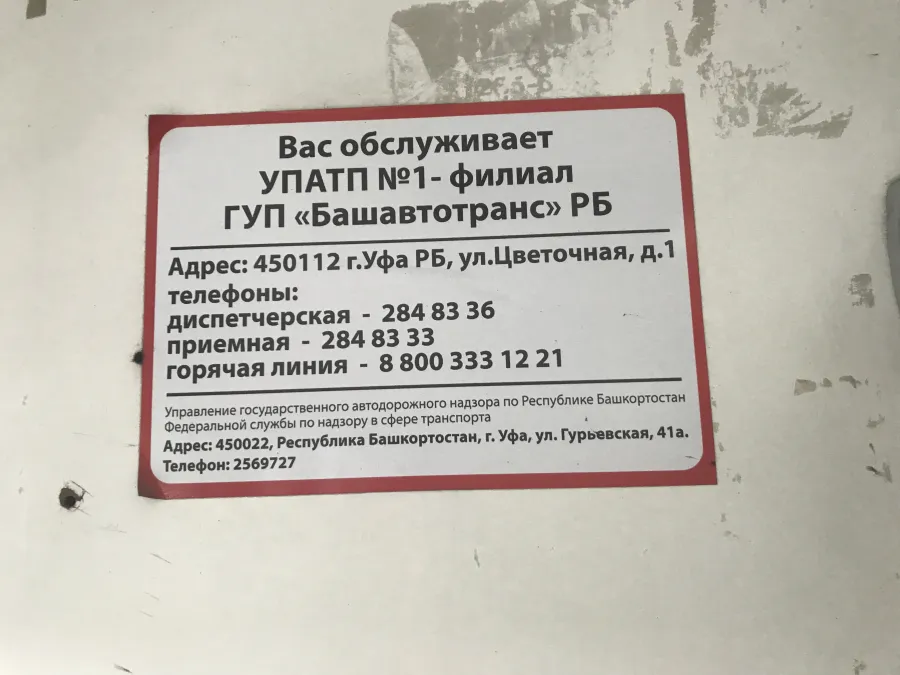 Вас обслуживает
УПАТП №1- филиал
ГУП «Башавтотранс» РБ
Адрес: 450112 г.Уфа РБ, ул.Цветочная, д.1
телефоны:
диспетчерская - 284 83 36
приемная - 284 83 33
горячая линия - 8 800 333 12 21
Управление государственного автодорожного надзора по Республике Башкортостан
Федеральной службы по надзору в сфере транспорта
Адрес: 450022, Республика Башкортостан, г. Уфа, ул. Гурьевская, 41а.
Телефон: 2569727